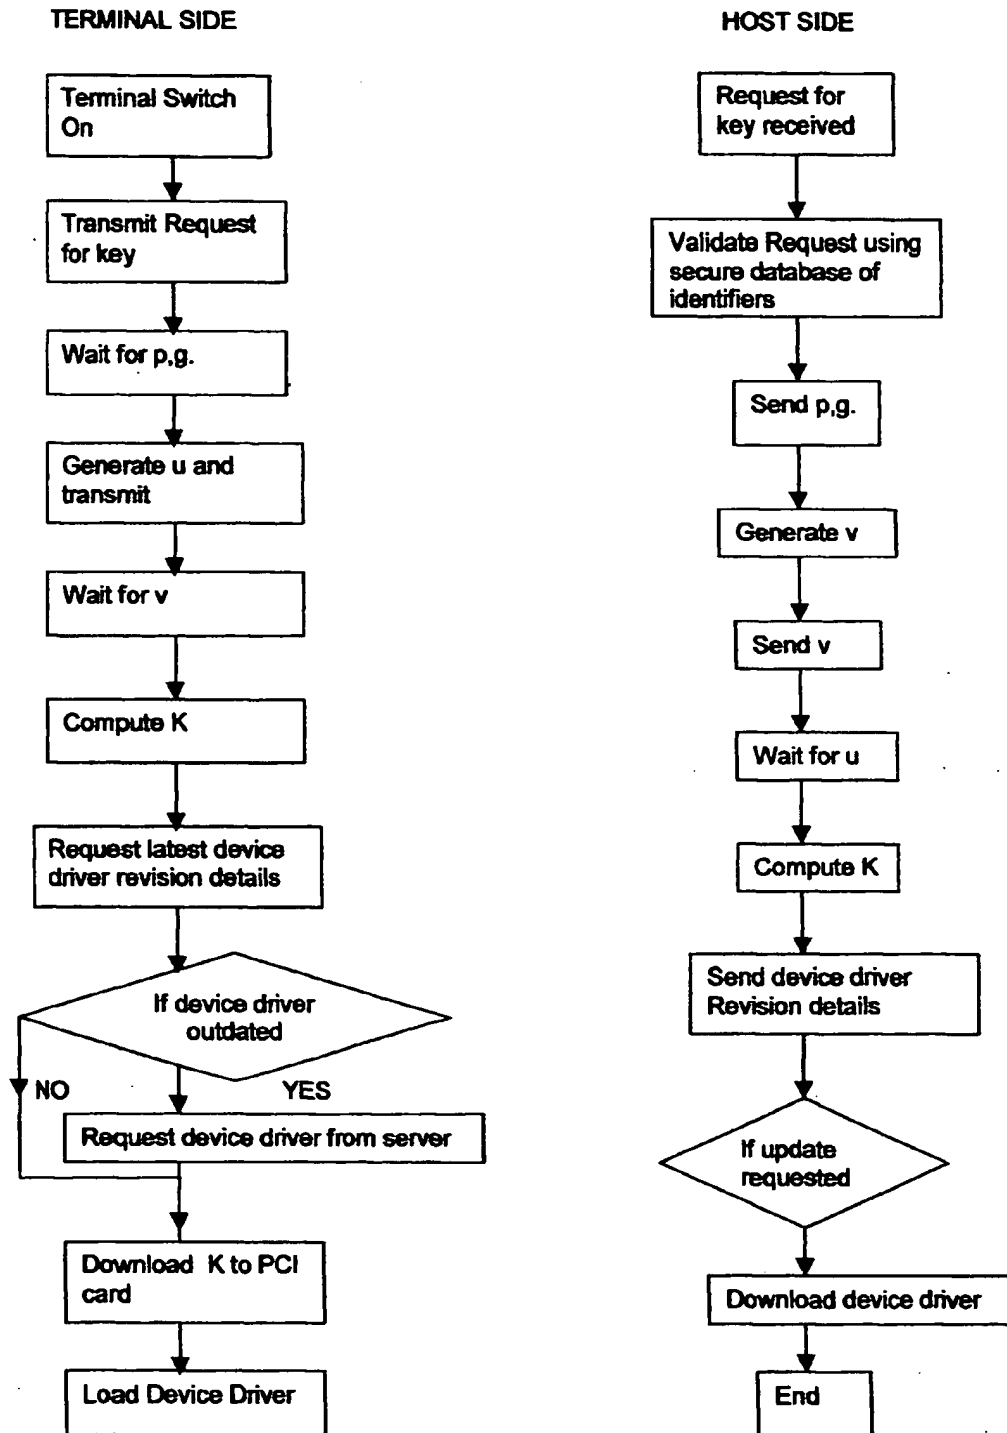 TERMINAL SIDE
Terminal Switch
On
Transmit Request
for key
Wait for p,g.
Generate u and
transmit
Wait for v
Compute K
Request latest device
driver revision details
If device driver
outdated
NO
YES
Request device driver from server
Download K to PCI
card
Load Device Driver
HOST SIDE
Request for
key received
Validate Request using
secure database of
identifiers
Send p,g.
Generate v
Send v
Wait for u
Compute K
Send device driver
Revision details
If update
requested
Download device driver
End